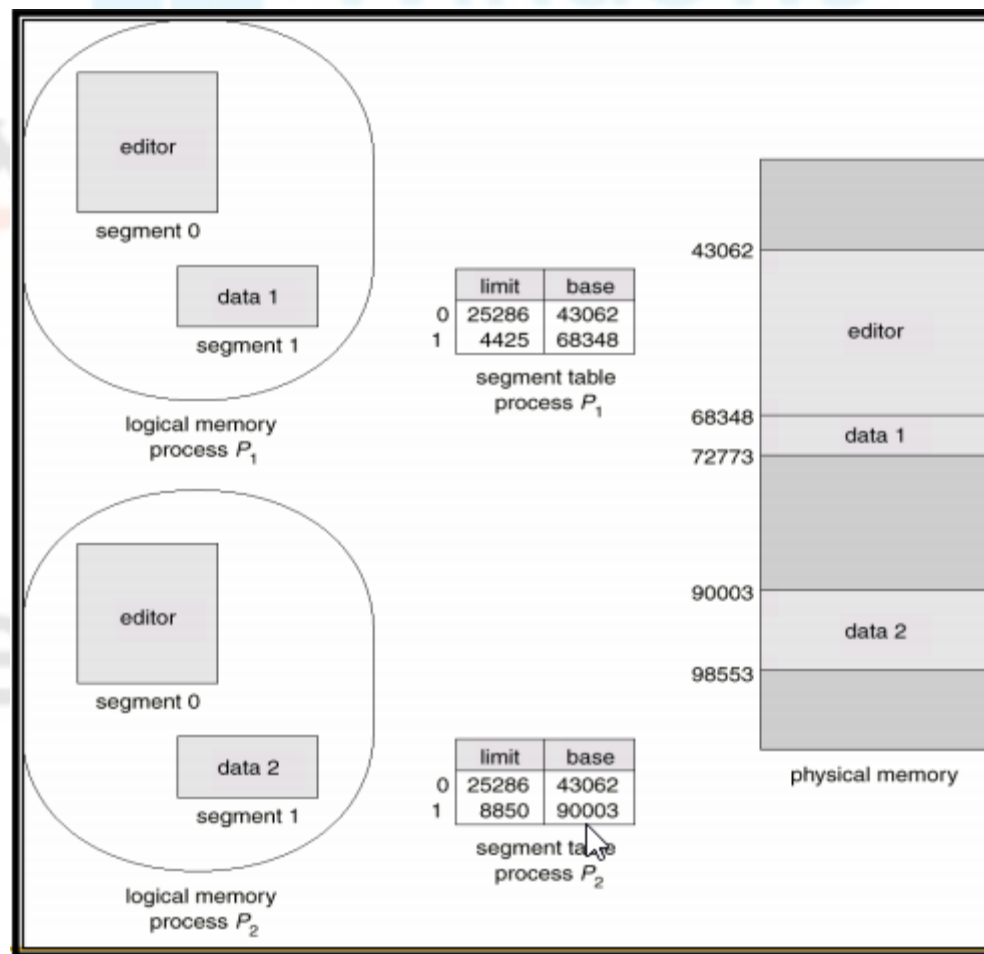 editor
segment 0
data 1
segment 1
logical memory
process P1
limit base
0 25286 43062
1 4425 68348
segment table
process P1
editor
segment 0
data 2
segment 1
logical memory
process P2
limit base
0 25286 43062
1 8850 90003
segment table
process P2
43062
editor
68348
data 1
72773
90003
data 2
98553
physical memory